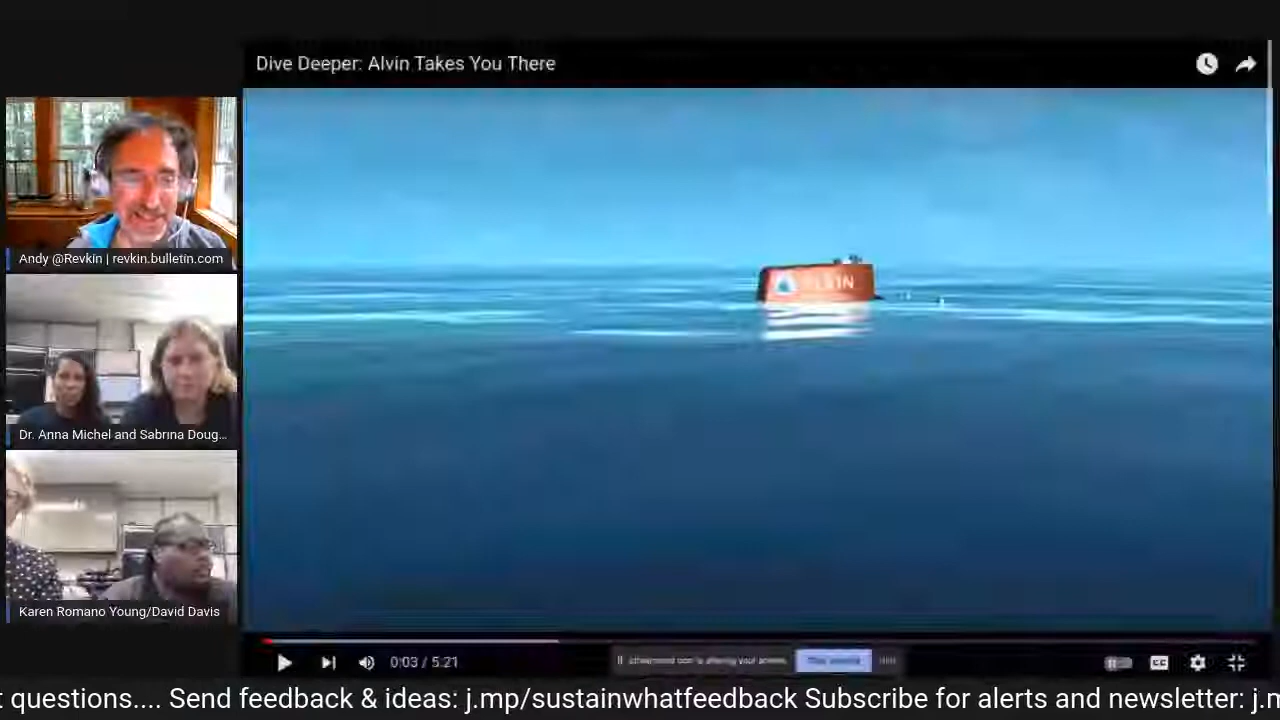 Dive Deeper: Alvin Takes You There
Andy @Revkin | revkin.bulletin.com
Dr. Anna Michel and Sabrina Doug...
Karen Romano Young/David Davis
ALVIN
0:03 / 5:21
t questions.... Send feedback & ideas: j.mp/sustainwhatfeedback Subscribe for alerts and newsletter: j.m